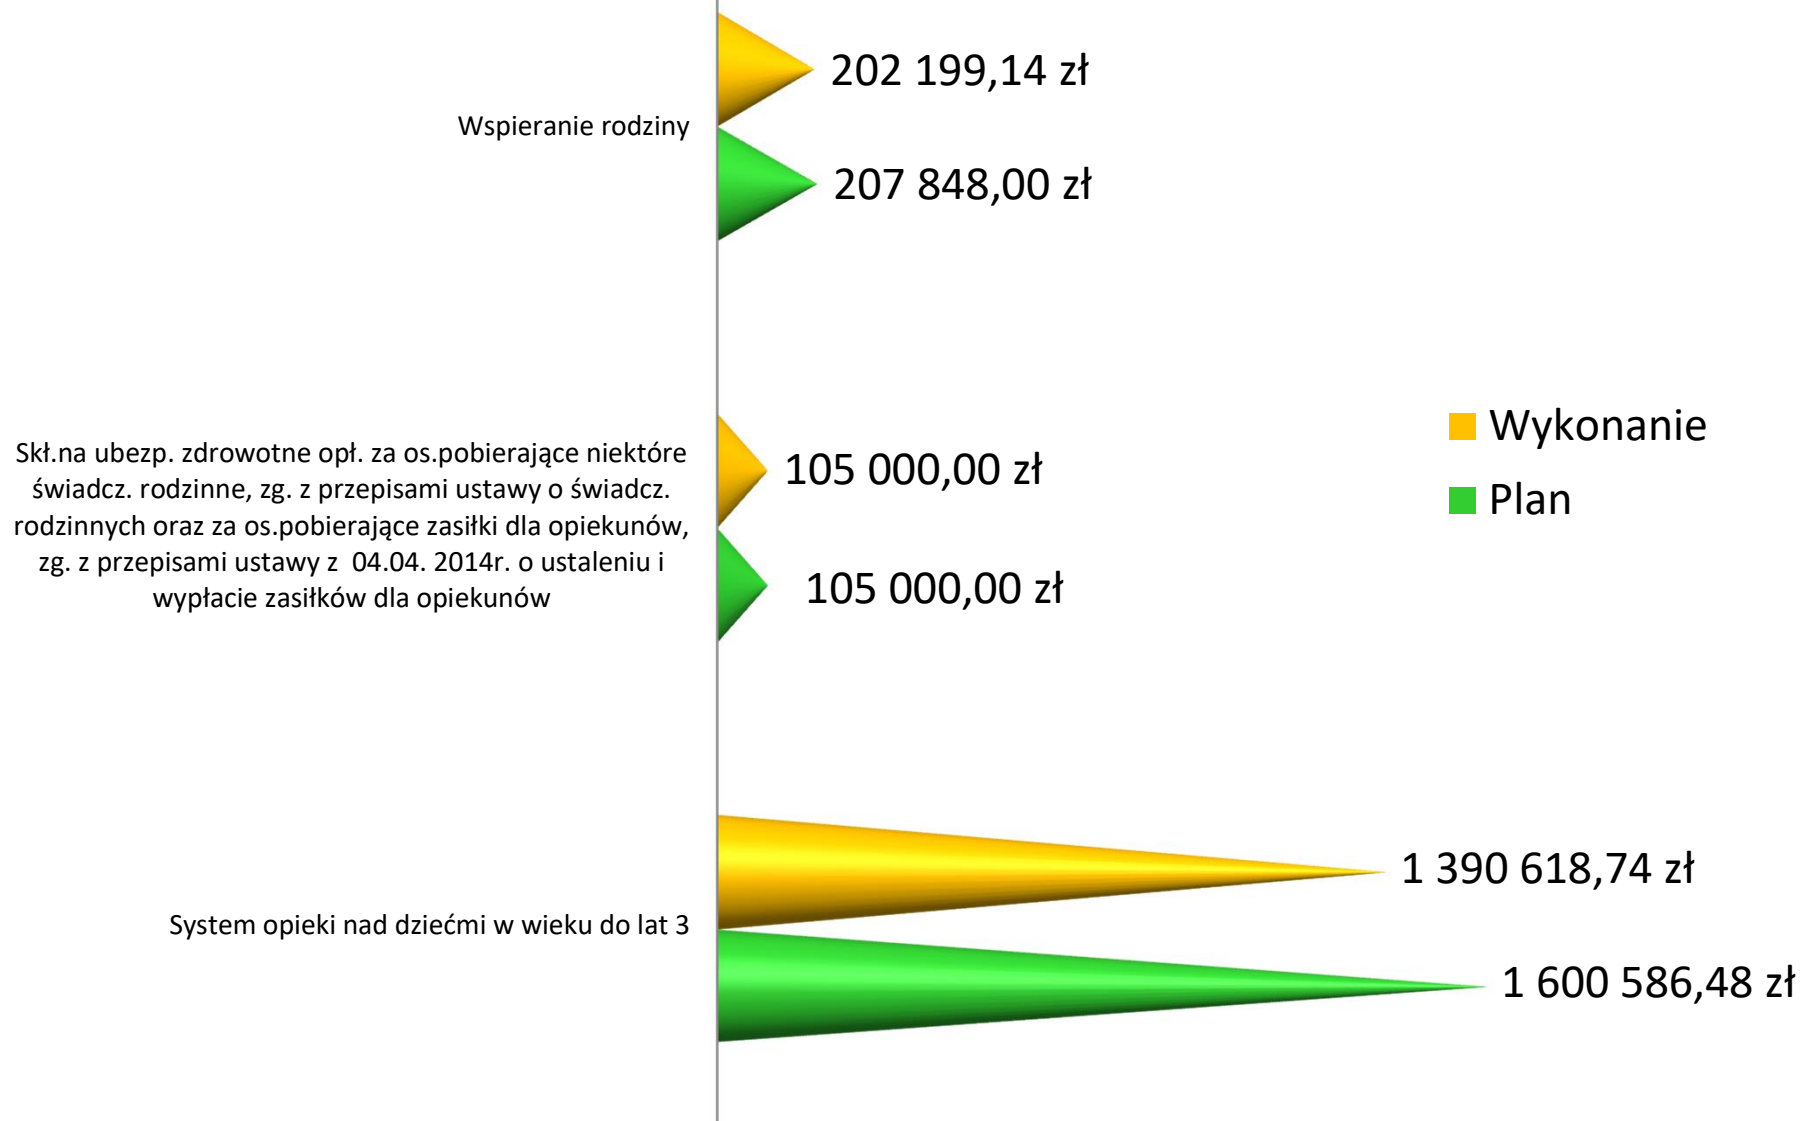 202 199,14 zł
Wspieranie rodziny
207 848,00 zł
Skł.na ubezp. zdrowotne opł. za os.pobierające niektóre
świadcz. rodzinne, zg. z przepisami ustawy o świadcz.
rodzinnych oraz za os.pobierające zasiłki dla opiekunów,
zg. z przepisami ustawy z  04.04. 2014r. o ustaleniu i
wypłacie zasiłków dla opiekunów
105 000,00 zł
105 000,00 zł
Wykonanie
Plan
1 390 618,74 zł
System opieki nad dziećmi w wieku do lat 3
1 600 586,48 zł